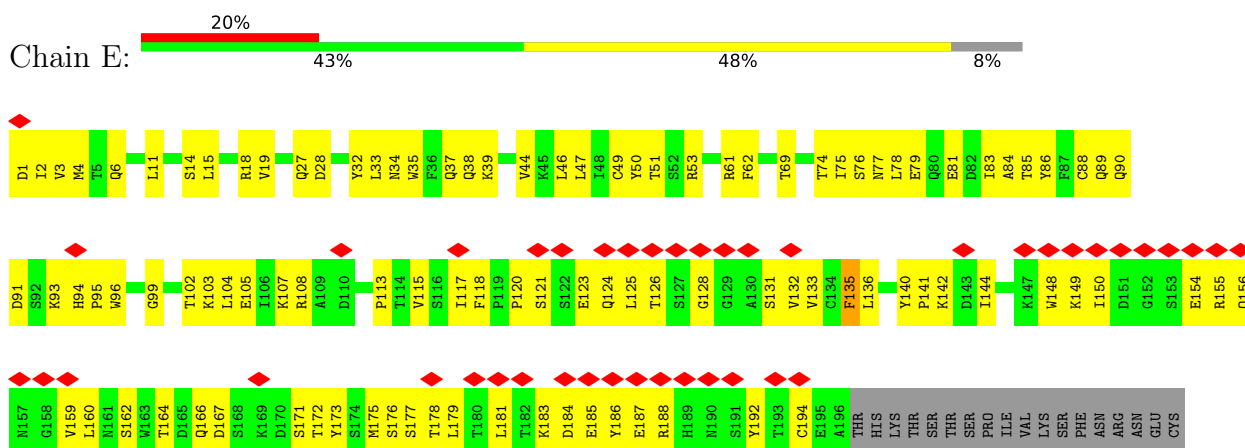 20%
Chain E:
43% 48% 8%
D1 I2 V3 M4 T5 Q6 L11 S14 L15 R18 V19 Q27 D28 Y32 L33 N34 W35 F36 Q37 Q38 K39 V44 K45 L46 L47 I48 C49 Y50 T51 S52 R53 R61 F62 T69 T74 I75 S76 N77 L78 E79 Q80 E81 D82 I83 A84 T85 Y86 F87 C88 Q89 Q90
D91 S92 K93 H94 P95 W96 G99 T102 K103 L104 E105 I106 K107 R108 A109 D110 P113 T114 V115 S116 I117 F118 P119 P120 S121 S122 E123 Q124 L125 T126 S127 G128 G129 A130 S131 V132 V133 C134 F135 L136 Y140 P141 K142 D143 I144 K147 W148 K149 I150 D151 G152 S153 E154 R155 Q156
N157 G158 V159 L160 N161 S162 W163 T164 D165 Q166 D167 S168 K169 D170 S171 T172 Y173 S174 M175 S176 S177 T178 L179 T180 L181 T182 K183 D184 E185 Y186 E187 R188 H189 N190 S191 Y192 T193 C194 E195 A196 THR HIS LYS THR SER THR SER PRO ILE VAL LYS SER PHE ASN ARG ASN GLU CYS